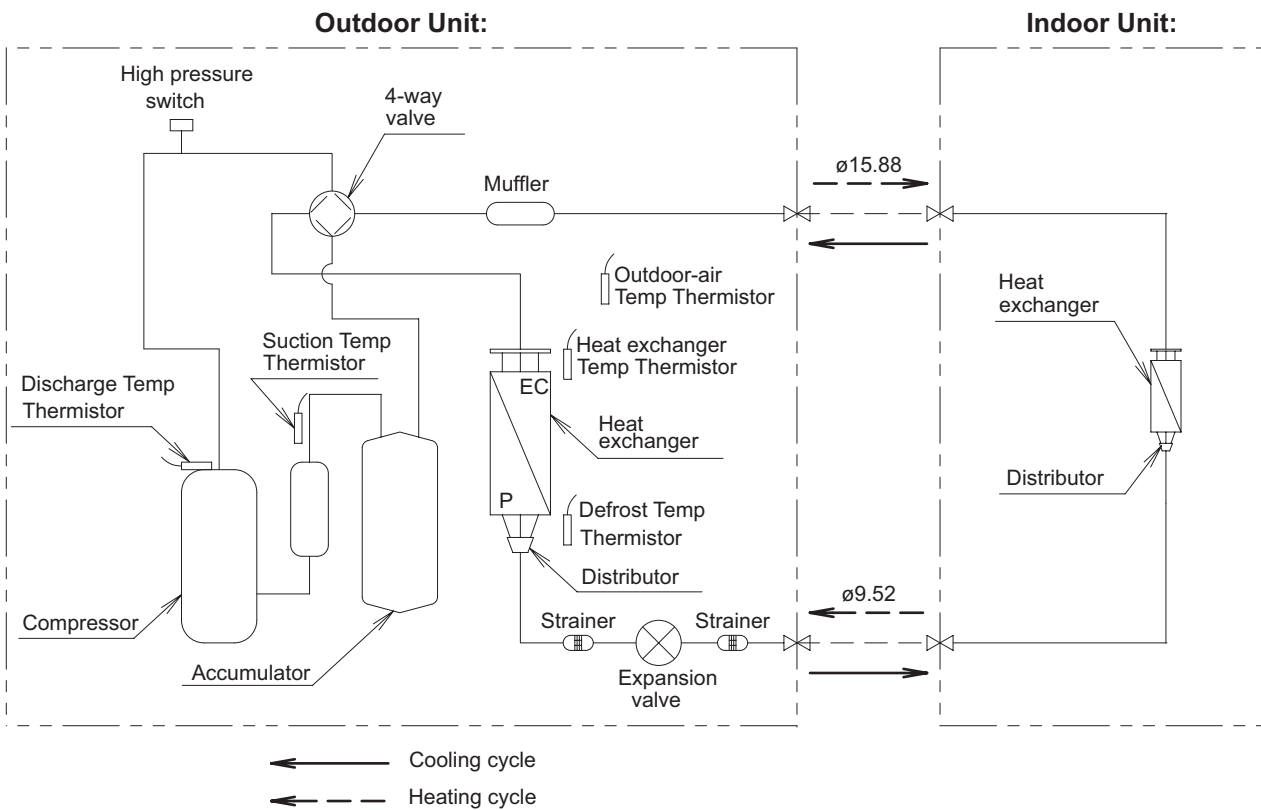 Outdoor Unit:
Indoor Unit:
High pressure
switch
4-way
valve
Muffler
ø15.88
Outdoor-air
Temp Thermistor
Heat
exchanger
Suction Temp
Thermistor
Heat exchanger
Temp Thermistor
Discharge Temp
Thermistor
EC
Heat
exchanger
Distributor
P
Defrost Temp
Thermistor
Distributor
ø9.52
Compressor
Strainer
Strainer
Accumulator
Expansion
valve
Cooling cycle
Heating cycle